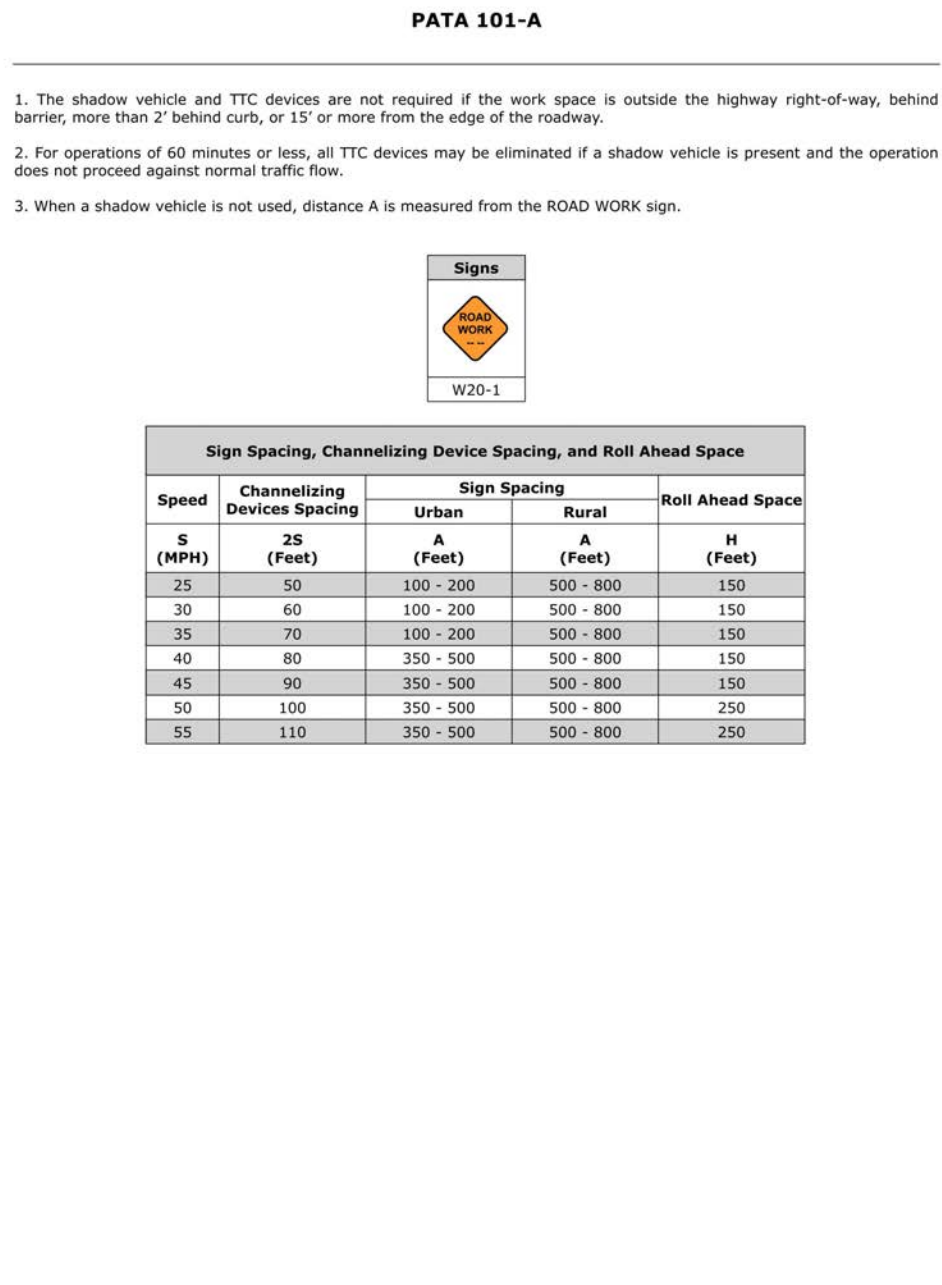 PATA 101-A
1. The shadow vehicle and TTC devices are not required if the work space is outside the highway right-of-way, behind
barrier, more than 2’ behind curb, or 15’ or more from the edge of the roadway.
2. For operations of 60 minutes or less, all TTC devices may be eliminated if a shadow vehicle is present and the operation
does not proceed against normal traffic flow.
3. When a shadow vehicle is not used, distance A is measured from the ROAD WORK sign.
Signs
ROAD
WORK
-- --
W20-1
Sign Spacing, Channelizing Device Spacing, and Roll Ahead Space
Speed Channelizing Devices Spacing Sign Spacing Roll Ahead Space
Urban Rural
S (MPH) 2S (Feet) A (Feet) A (Feet) H (Feet)
25 50 100 - 200 500 - 800 150
30 60 100 - 200 500 - 800 150
35 70 100 - 200 500 - 800 150
40 80 350 - 500 500 - 800 150
45 90 350 - 500 500 - 800 150
50 100 350 - 500 500 - 800 250
55 110 350 - 500 500 - 800 250